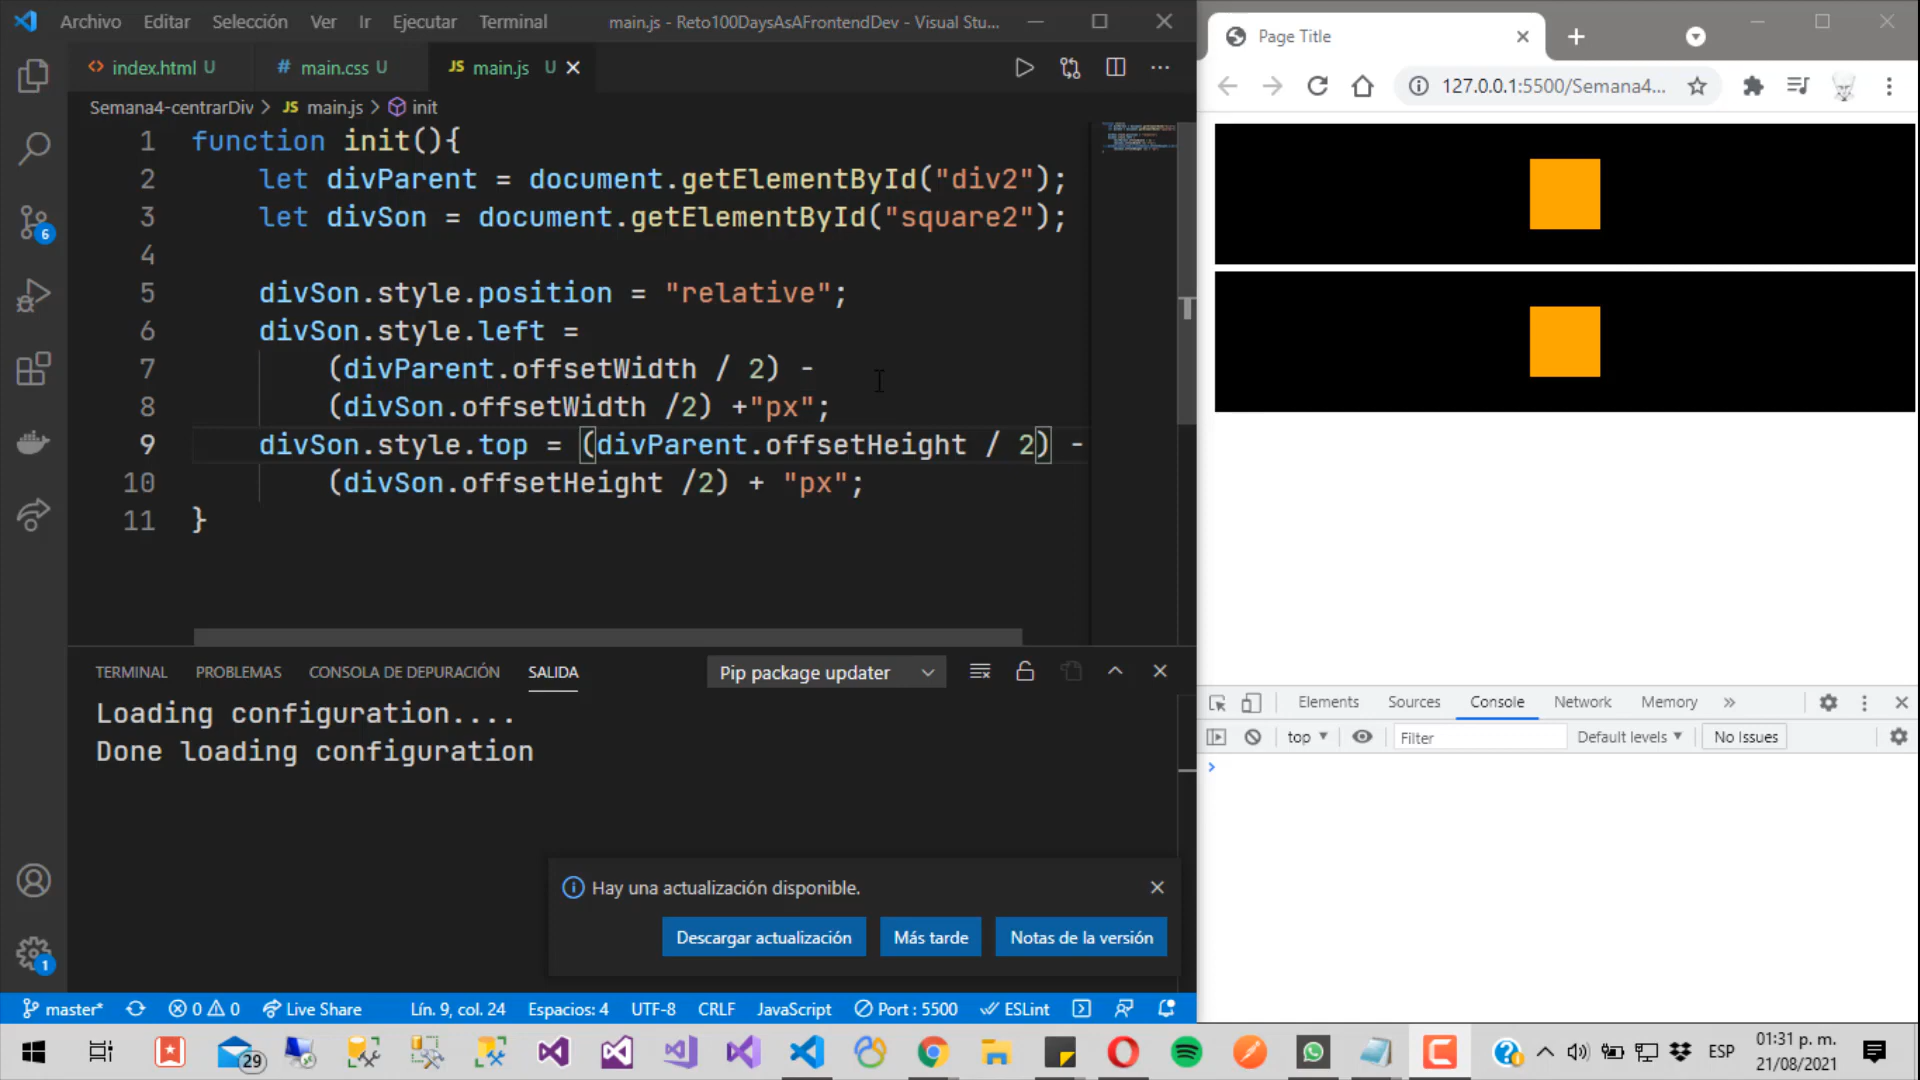 Archivo Editar Selección Ver Ir Ejecutar Terminal main.js - Reto100DaysAsAFrontendDev - Visual Stu...
index.html U # main.css U JS main.js U
Semana4-centrarDiv > JS main.js > init
1 function init(){
2 let divParent = document.getElementById("div2");
3 let divSon = document.getElementById("square2");
4
5 divSon.style.position = "relative";
6 divSon.style.left =
7 (divParent.offsetWidth / 2) -
8 (divSon.offsetWidth /2) +"px";
9 divSon.style.top = (divParent.offsetHeight / 2) -
10 (divSon.offsetHeight /2) + "px";
11 }
6
TERMINAL PROBLEMAS CONSOLA DE DEPURACIÓN SALIDA Pip package updater
Loading configuration....
Done loading configuration
Hay una actualización disponible.
Descargar actualización Más tarde Notas de la versión
1
master* 0 0 Live Share Lín. 9, col. 24 Espacios: 4 UTF-8 CRLF JavaScript Port : 5500 ESLint
Page Title
127.0.0.1:5500/Semana4...
Elements Sources Console Network Memory »
top Filter Default levels No Issues
29 ESP 01:31 p. m.
21/08/2021